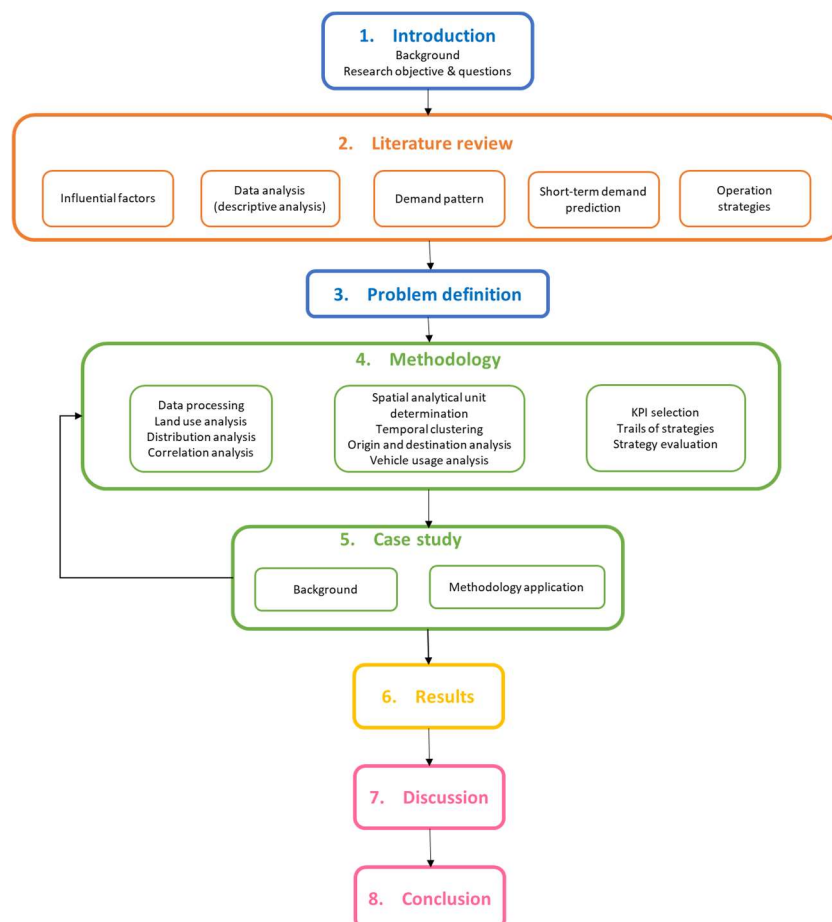 1. Introduction
Background
Research objective & questions
2. Literature review
Influential factors
Data analysis
(descriptive analysis)
Demand pattern
Short-term demand
prediction
Operation
strategies
3. Problem definition
4. Methodology
Data processing
Land use analysis
Distribution analysis
Correlation analysis
Spatial analytical unit
determination
Temporal clustering
Origin and destination analysis
Vehicle usage analysis
KPI selection
Trails of strategies
Strategy evaluation
5. Case study
Background
Methodology application
6. Results
7. Discussion
8. Conclusion